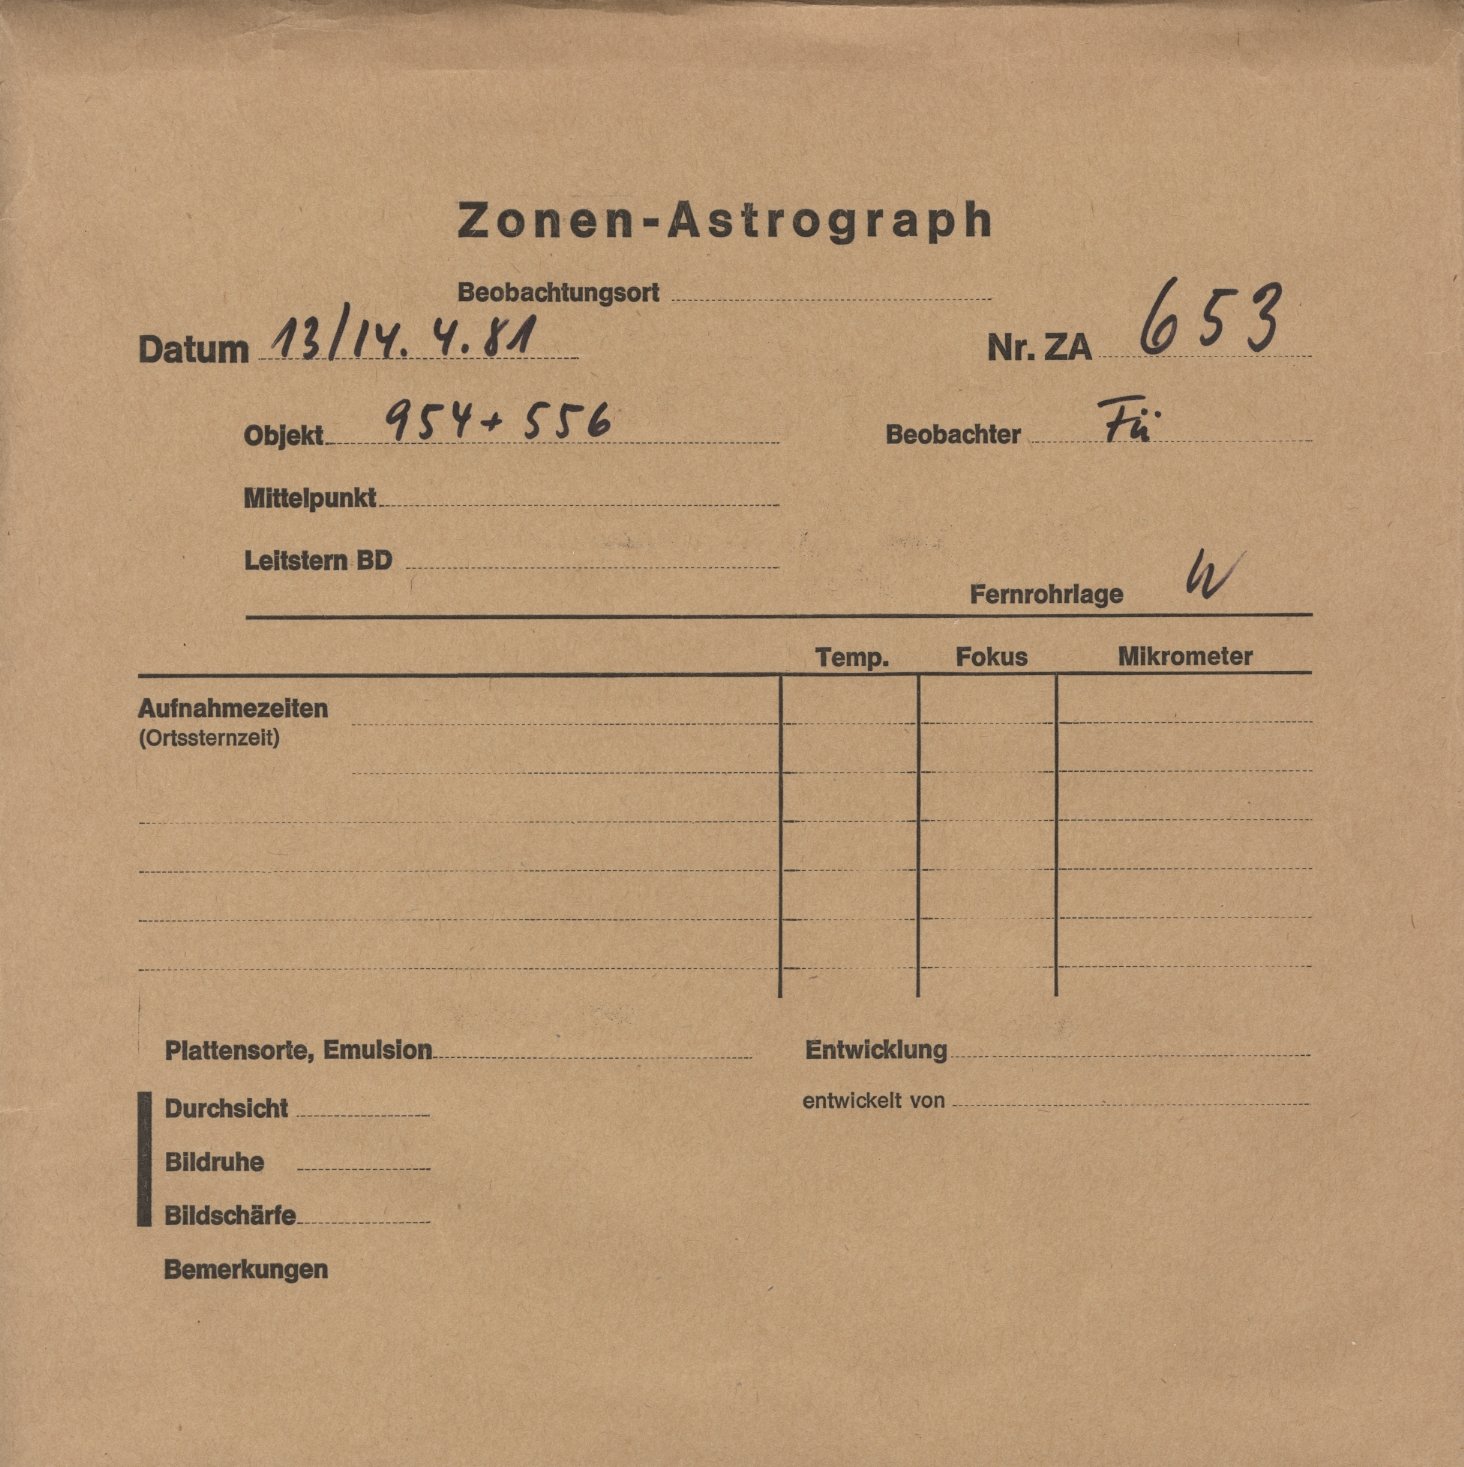 Zonen-Astrograph
Beobachtungsort
Datum 13/14. 4. 81
Nr. ZA 653
Objekt 954 + 556
Beobachter Fü
Mittelpunkt
Leitstern BD
Fernrohrlage W
Temp. Fokus Mikrometer
Aufnahmezeiten
(Ortssternzeit)
Plattensorte, Emulsion
Entwicklung
Durchsicht
entwickelt von
Bildruhe
Bildschärfe
Bemerkungen